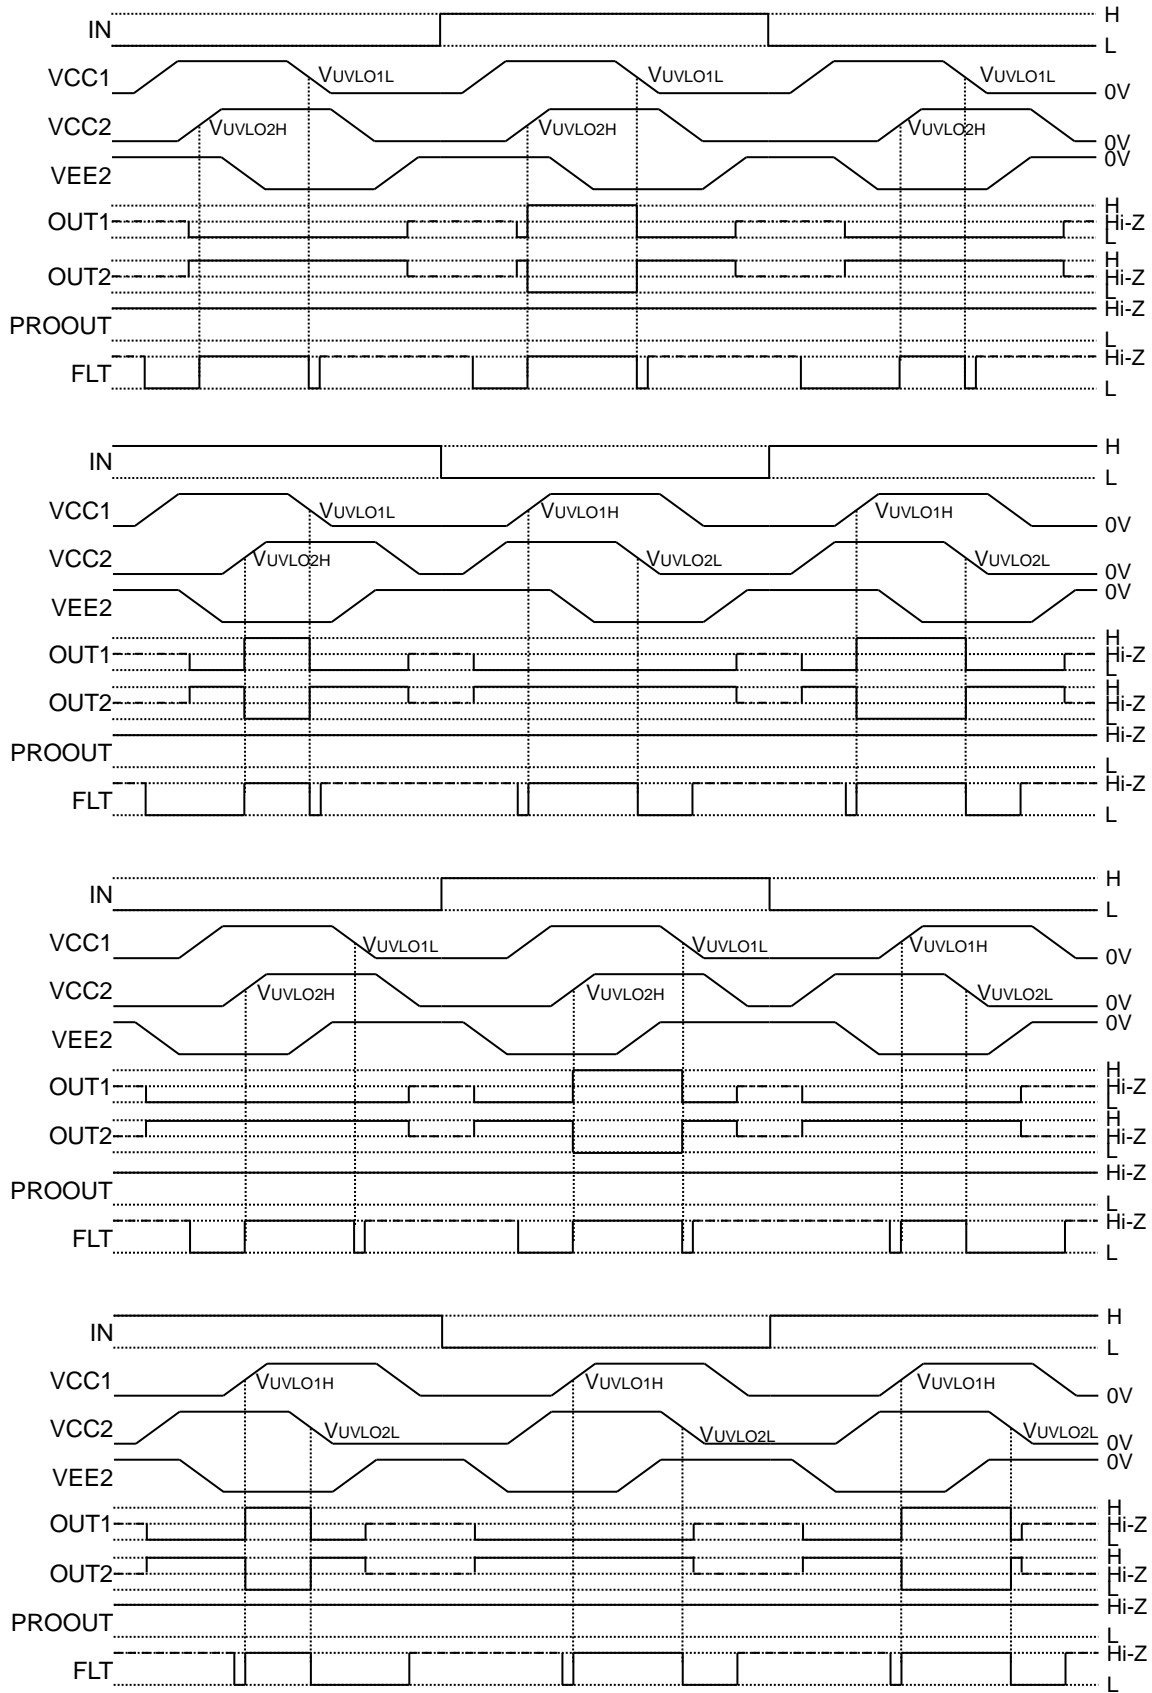 IN H
L
VCC1 VUVLO1L VUVLO1L VUVLO1L 0V
VCC2 VUVLO2H VUVLO2H VUVLO2H 0V
VEE2 0V
OUT1 H
Hi-Z
L
OUT2 H
Hi-Z
L
PROOUT Hi-Z
L
FLT Hi-Z
L
IN H
L
VCC1 VUVLO1L VUVLO1H VUVLO1H 0V
VCC2 VUVLO2H VUVLO2L VUVLO2L 0V
VEE2 0V
OUT1 H
Hi-Z
L
OUT2 H
Hi-Z
L
PROOUT Hi-Z
L
FLT Hi-Z
L
IN H
L
VCC1 VUVLO1L VUVLO1L VUVLO1H 0V
VCC2 VUVLO2H VUVLO2H VUVLO2L 0V
VEE2 0V
OUT1 H
Hi-Z
L
OUT2 H
Hi-Z
L
PROOUT Hi-Z
L
FLT Hi-Z
L
IN H
L
VCC1 VUVLO1H VUVLO1H VUVLO1H 0V
VCC2 VUVLO2L VUVLO2L VUVLO2L 0V
VEE2 0V
OUT1 H
Hi-Z
L
OUT2 H
Hi-Z
L
PROOUT Hi-Z
L
FLT Hi-Z
L